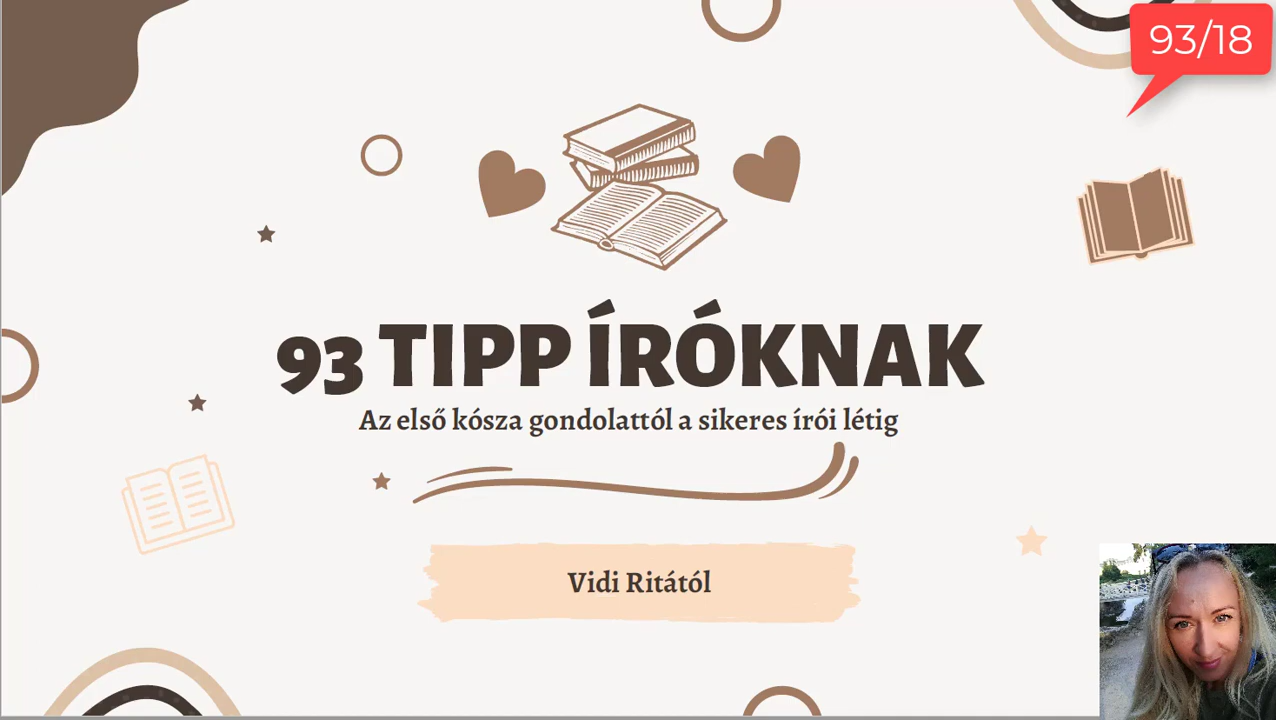 93/18
93 TIPP ÍRÓKNAK
Az első kósza gondolattól a sikeres írói létig
Vidi Ritától